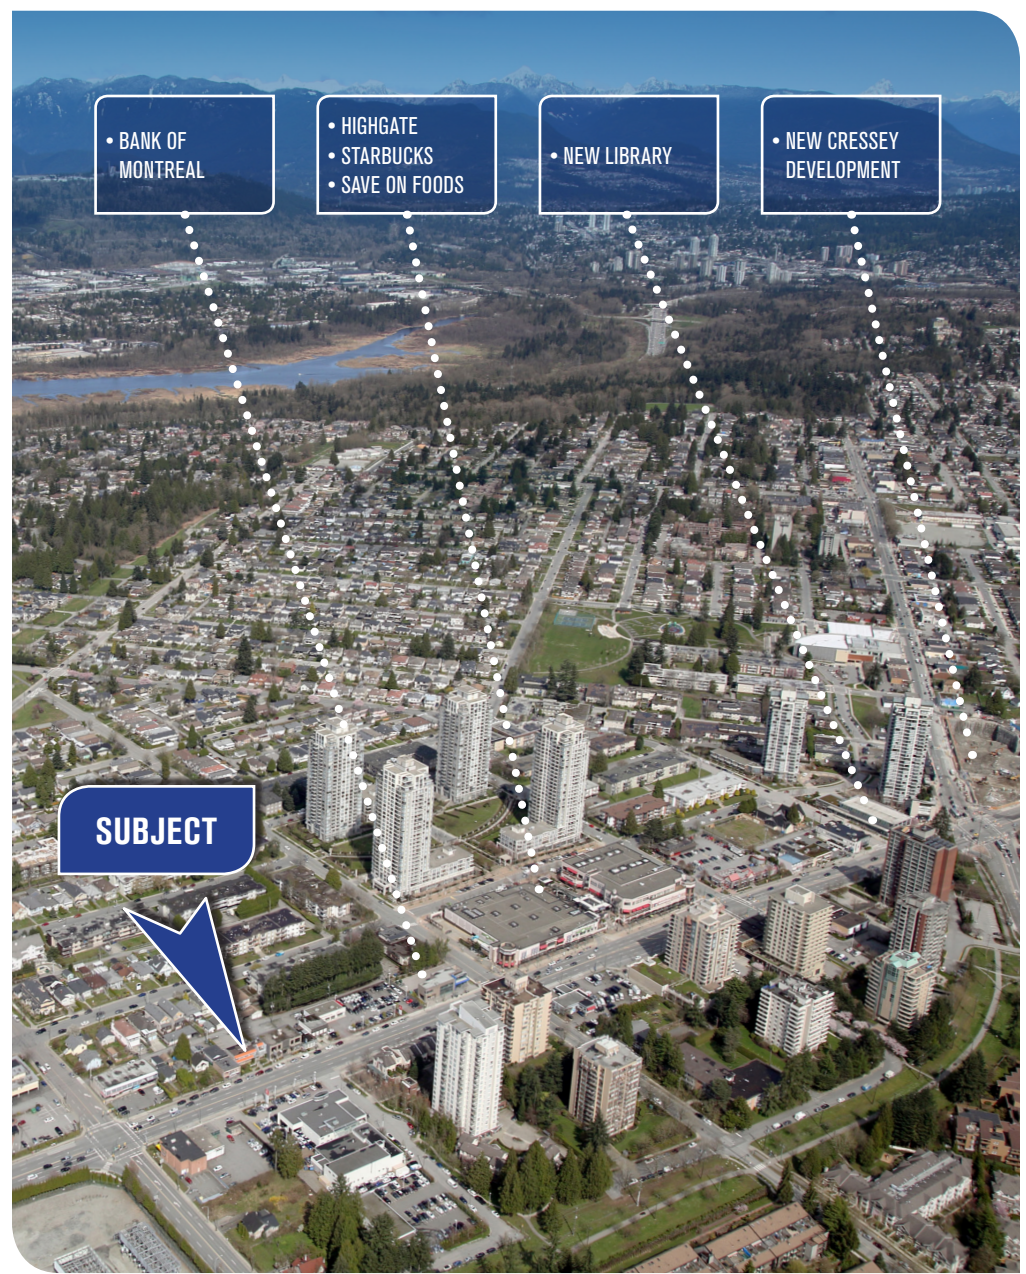 • BANK OF
MONTREAL
• HIGHGATE
• STARBUCKS
• SAVE ON FOODS
• NEW LIBRARY
• NEW CRESSEY
DEVELOPMENT
SUBJECT